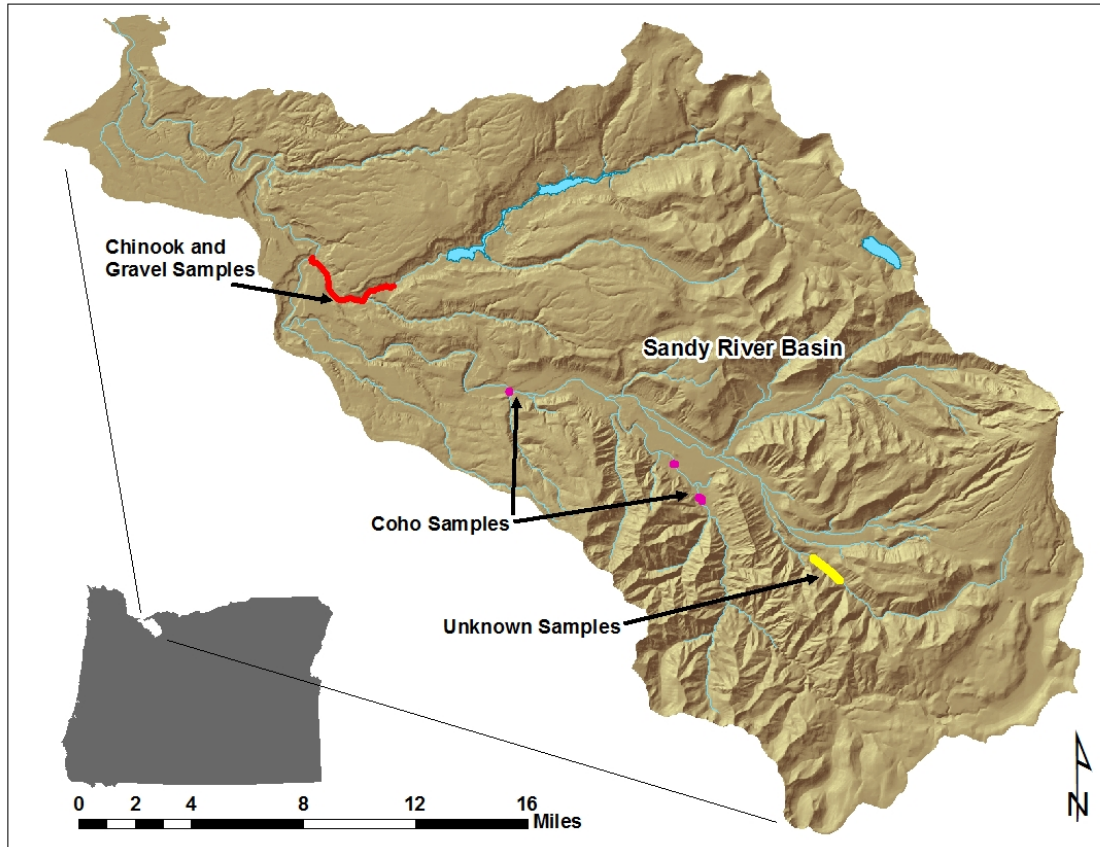 Chinook and
Gravel Samples
Sandy River Basin
Coho Samples
Unknown Samples
0 2 4 8 12 16
Miles
N